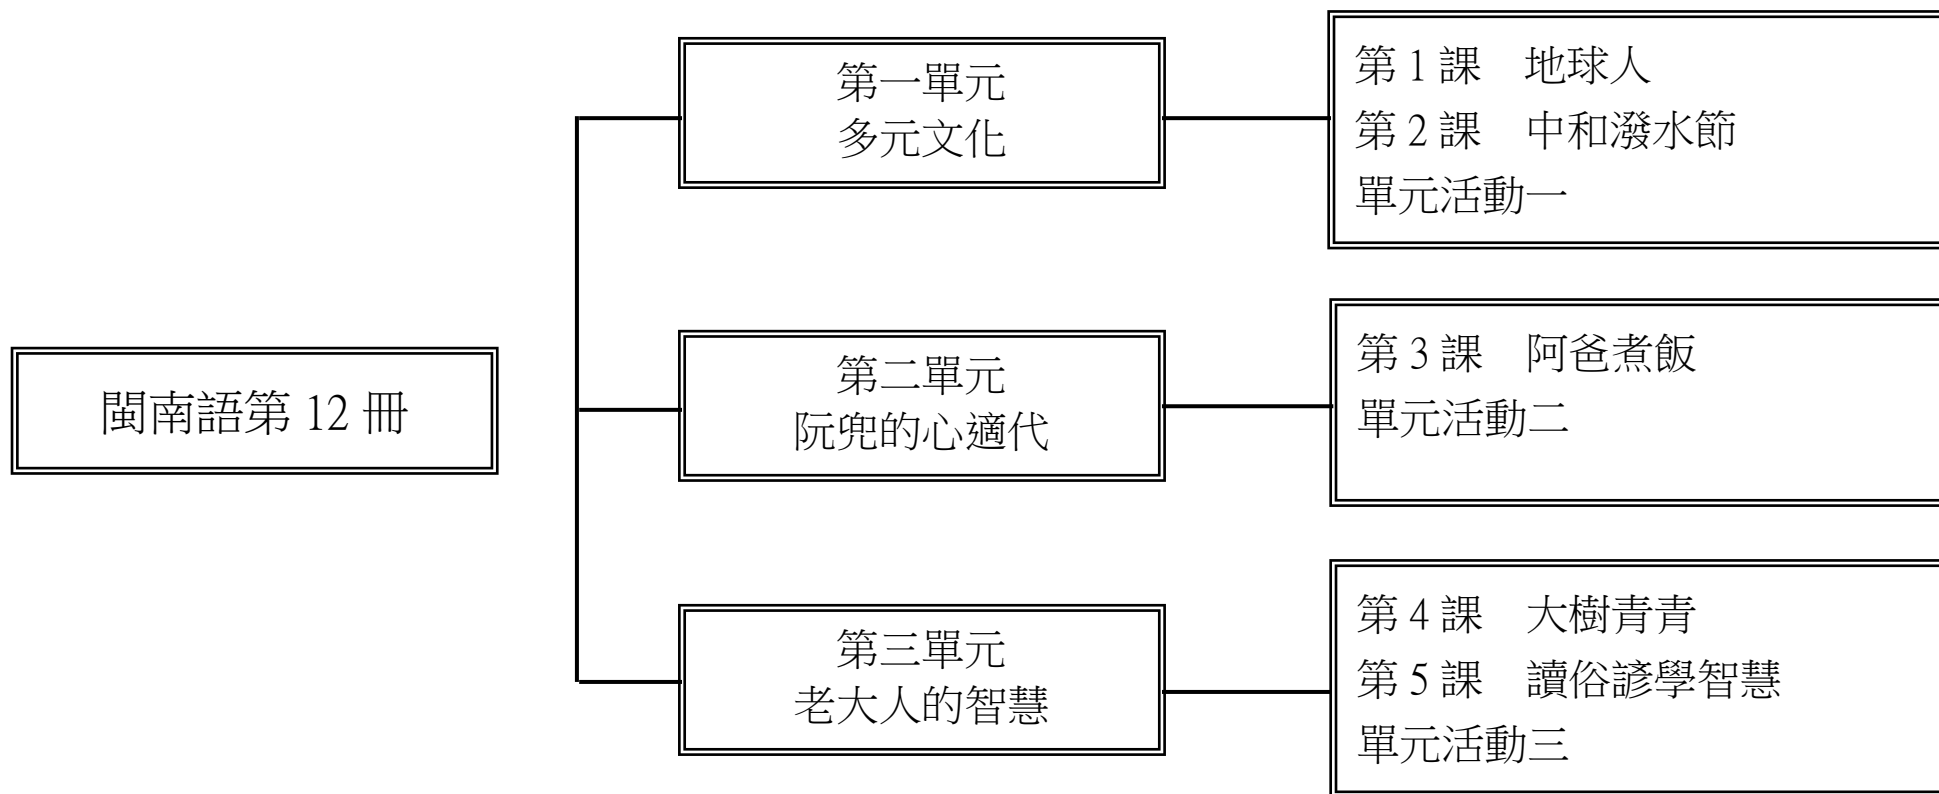 閩南語第 12 冊
第一單元
多元文化
第 1 課　地球人
第 2 課　中和潑水節
單元活動一
第二單元
阮兜的心適代
第 3 課　阿爸煮飯
單元活動二
第三單元
老大人的智慧
第 4 課　大樹青青
第 5 課　讀俗諺學智慧
單元活動三